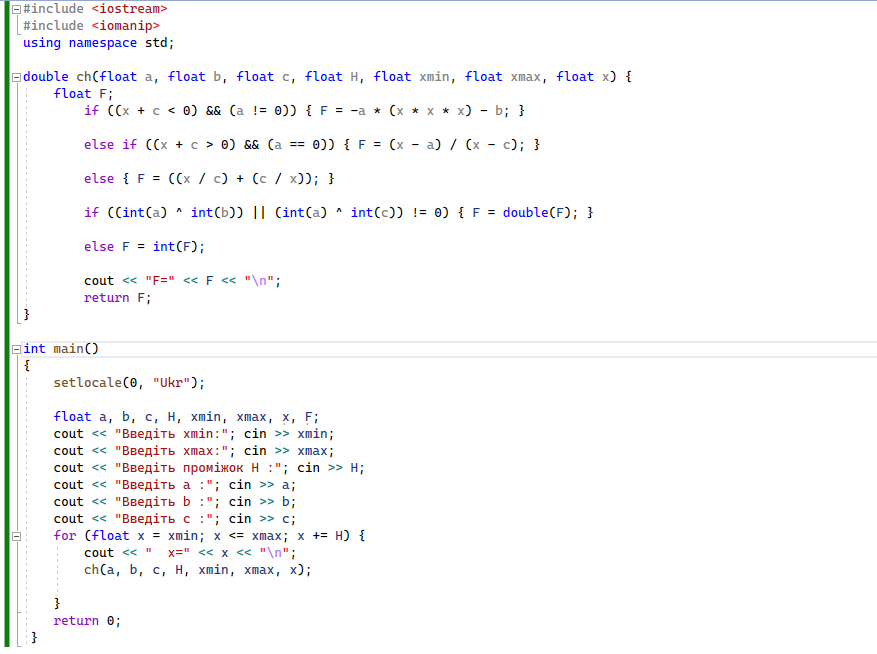 #include <iostream>
#include <iomanip>
using namespace std;
double ch(float a, float b, float c, float H, float xmin, float xmax, float x) {
float F;
if ((x + c < 0) && (a != 0)) { F = -a * (x * x * x) - b; }
else if ((x + c > 0) && (a == 0)) { F = (x - a) / (x - c); }
else { F = ((x / c) + (c / x)); }
if ((int(a) ^ int(b)) || (int(a) ^ int(c)) != 0) { F = double(F); }
else F = int(F);
cout << "F=" << F << "\n";
return F;
}
int main()
{
setlocale(0, "Ukr");
float a, b, c, H, xmin, xmax, x, F;
cout << "Введіть xmin:"; cin >> xmin;
cout << "Введіть xmax:"; cin >> xmax;
cout << "Введіть проміжок H :"; cin >> H;
cout << "Введіть a :"; cin >> a;
cout << "Введіть b :"; cin >> b;
cout << "Введіть c :"; cin >> c;
for (float x = xmin; x <= xmax; x += H) {
cout << "  x=" << x << "\n";
ch(a, b, c, H, xmin, xmax, x);
}
return 0;
}